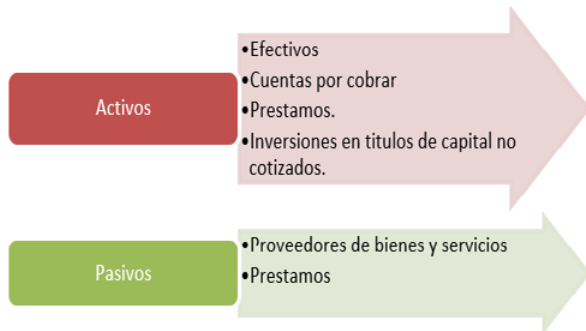 Activos
•Efectivos
•Cuentas por cobrar
•Prestamos.
•Inversiones en titulos de capital no
cotizados.
Pasivos
•Proveedores de bienes y servicios
•Prestamos